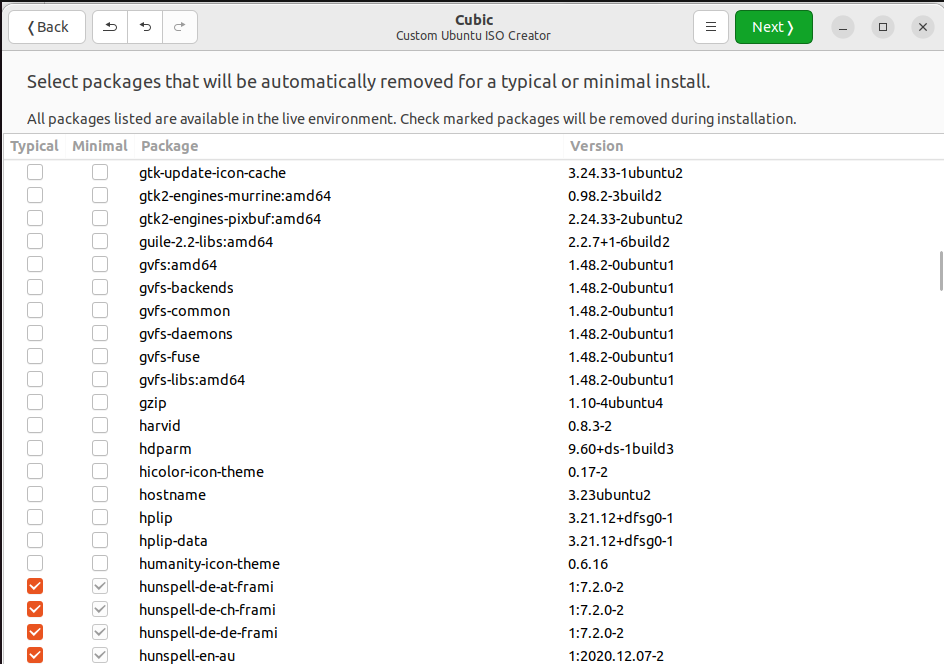 Back
Cubic
Custom Ubuntu ISO Creator
Next
Select packages that will be automatically removed for a typical or minimal install.
All packages listed are available in the live environment. Check marked packages will be removed during installation.
Typical Minimal Package Version
gtk-update-icon-cache 3.24.33-1ubuntu2
gtk2-engines-murrine:amd64 0.98.2-3build2
gtk2-engines-pixbuf:amd64 2.24.33-2ubuntu2
guile-2.2-libs:amd64 2.2.7+1-6build2
gvfs:amd64 1.48.2-0ubuntu1
gvfs-backends 1.48.2-0ubuntu1
gvfs-common 1.48.2-0ubuntu1
gvfs-daemons 1.48.2-0ubuntu1
gvfs-fuse 1.48.2-0ubuntu1
gvfs-libs:amd64 1.48.2-0ubuntu1
gzip 1.10-4ubuntu4
harvid 0.8.3-2
hdparm 9.60+ds-1build3
hicolor-icon-theme 0.17-2
hostname 3.23ubuntu2
hplip 3.21.12+dfsg0-1
hplip-data 3.21.12+dfsg0-1
humanity-icon-theme 0.6.16
hunspell-de-at-frami 1:7.2.0-2
hunspell-de-ch-frami 1:7.2.0-2
hunspell-de-de-frami 1:7.2.0-2
hunspell-en-au 1:2020.12.07-2